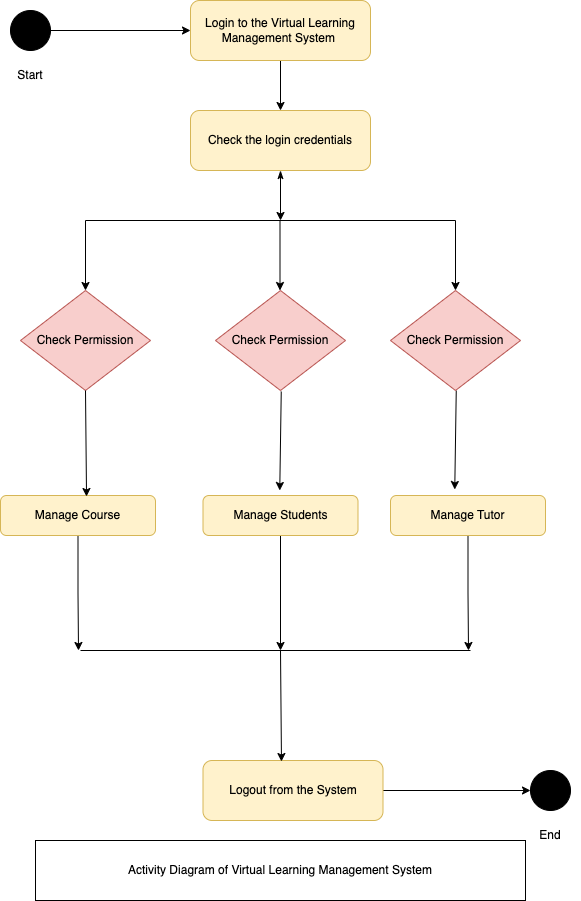 Login to the Virtual Learning
Management System
Start
Check the login credentials
Check Permission
Check Permission
Check Permission
Manage Course
Manage Students
Manage Tutor
Logout from the System
End
Activity Diagram of Virtual Learning Management System